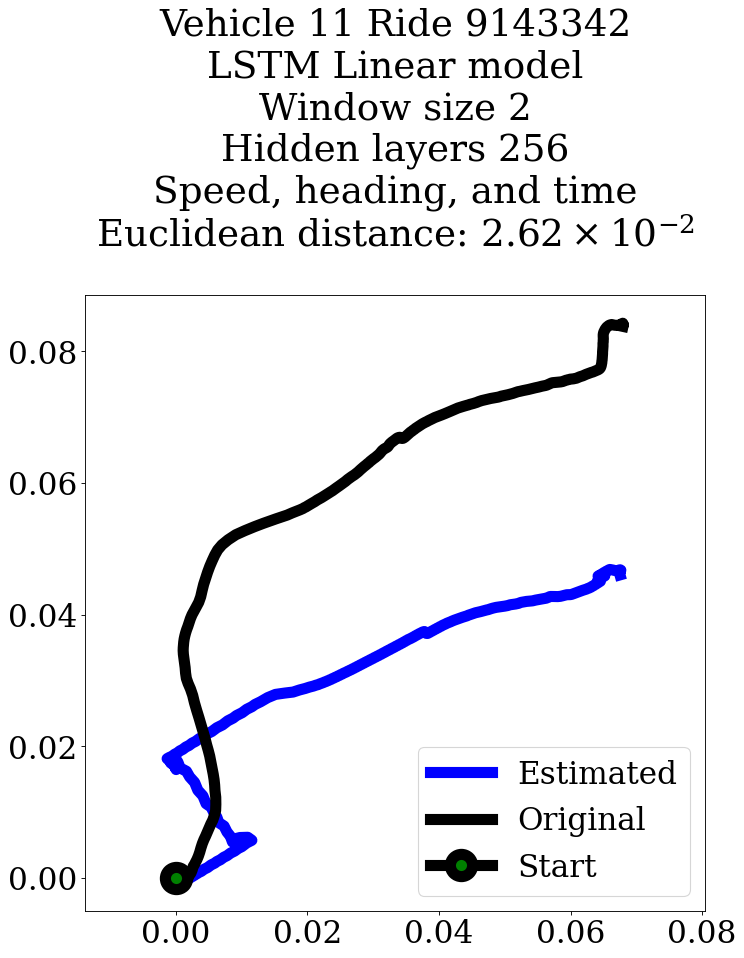 Vehicle 11 Ride 9143342
LSTM Linear model
Window size 2
Hidden layers 256
Speed, heading, and time
Euclidean distance: 2.62 × 10⁻²
0.08
0.06
0.04
0.02
0.00
Estimated
Original
Start
0.00 0.02 0.04 0.06 0.08